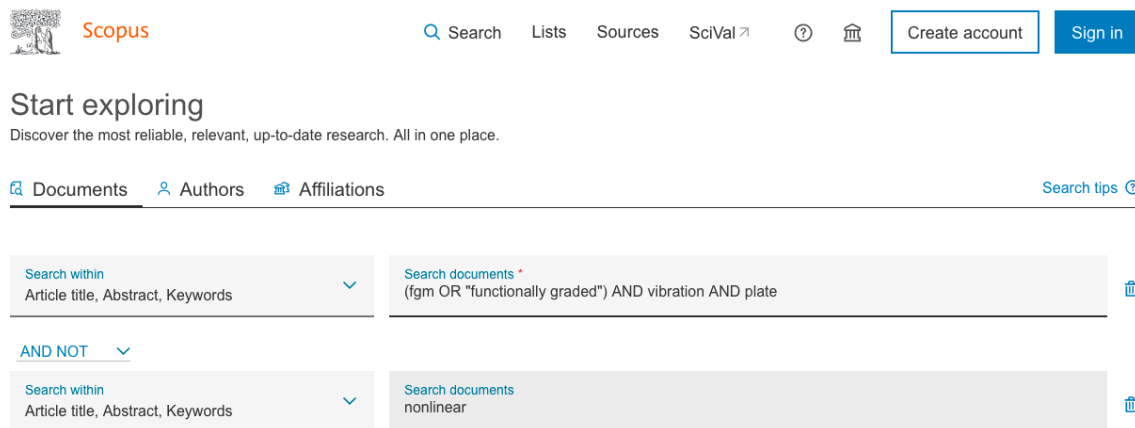 Scopus
Search Lists Sources SciVal Create account Sign in
Start exploring
Discover the most reliable, relevant, up-to-date research. All in one place.
Documents Authors Affiliations Search tips
Search within
Article title, Abstract, Keywords
Search documents *
(fgm OR "functionally graded") AND vibration AND plate
AND NOT
Search within
Article title, Abstract, Keywords
Search documents
nonlinear